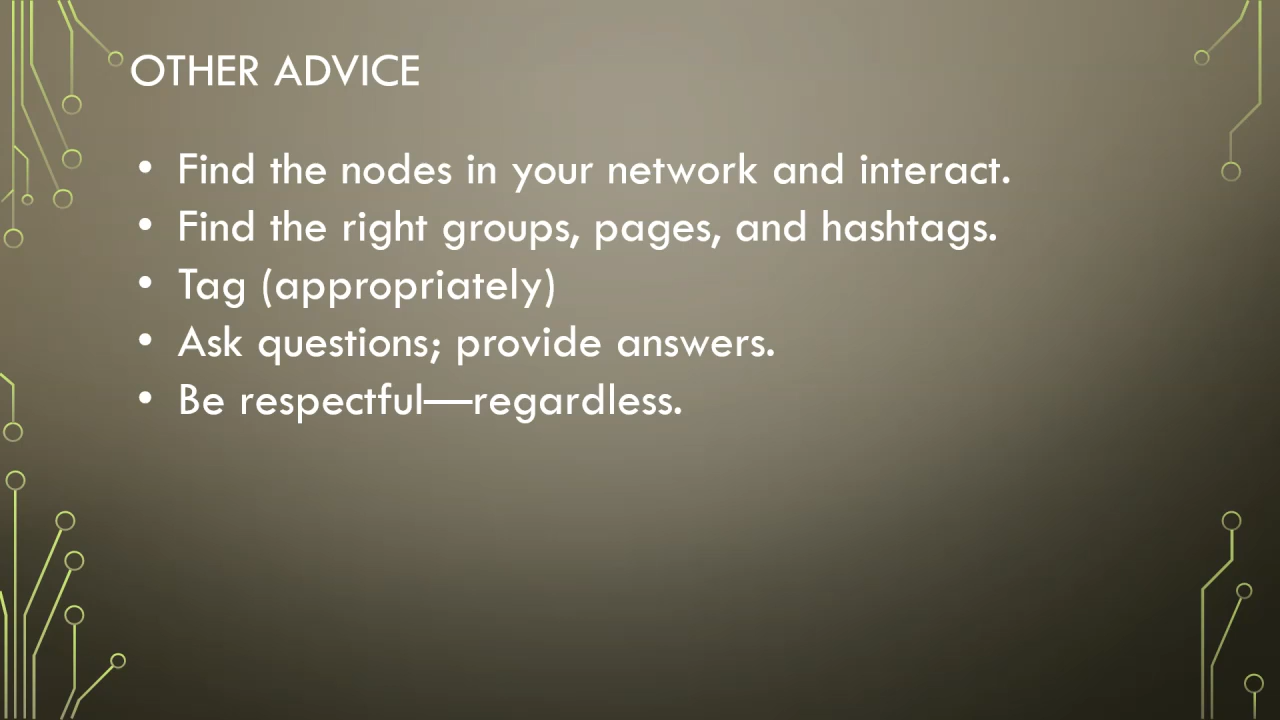 OTHER ADVICE
• Find the nodes in your network and interact.
• Find the right groups, pages, and hashtags.
• Tag (appropriately)
• Ask questions; provide answers.
• Be respectful—regardless.